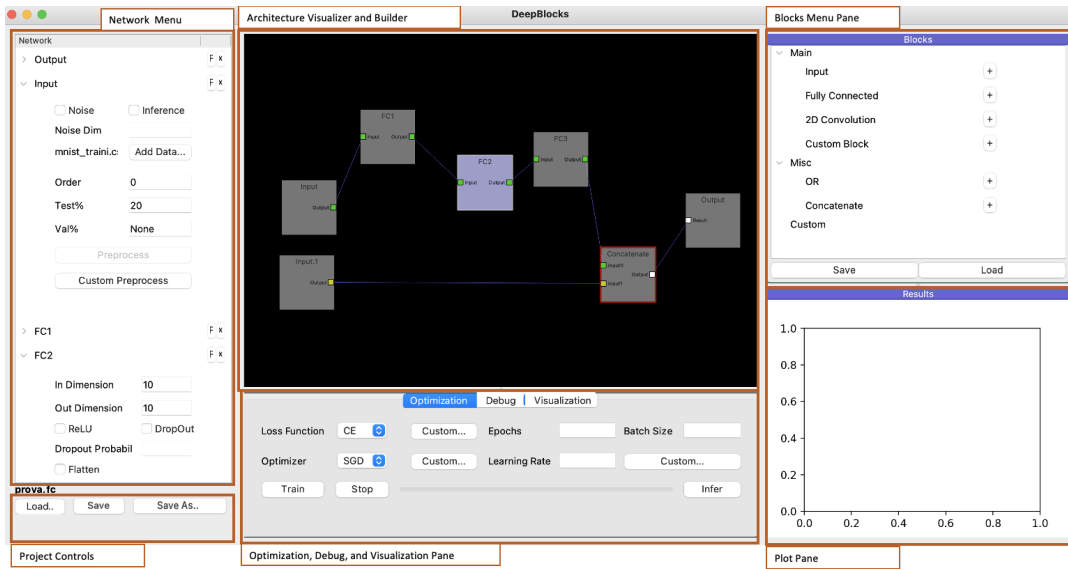 Network Menu
Architecture Visualizer and Builder
DeepBlocks
Blocks Menu Pane
Network
Output
F x
Input
F x
Noise
Inference
Noise Dim
mnist_traini.c:
Add Data...
Order
0
Test%
20
Val%
None
Preprocess
Custom Preprocess
FC1
F x
FC2
F x
In Dimension
10
Out Dimension
10
ReLU
DropOut
Dropout Probabil
Flatten
prova.fc
Load..
Save
Save As..
Project Controls
FC1
Input
Output
FC2
Input
Output
FC3
Input
Output
Input
Output
Output
Result
Input.1
Output
Concatenate
Input0
Output
Input1
Optimization
Debug
Visualization
Loss Function
CE
Custom...
Epochs
Batch Size
Optimizer
SGD
Custom...
Learning Rate
Custom...
Train
Stop
Infer
Optimization, Debug, and Visualization Pane
Blocks
Main
Input
+
Fully Connected
+
2D Convolution
+
Custom Block
+
Misc
OR
+
Concatenate
+
Custom
Save
Load
Results
1.0
0.8
0.6
0.4
0.2
0.0
0.0
0.2
0.4
0.6
0.8
1.0
Plot Pane